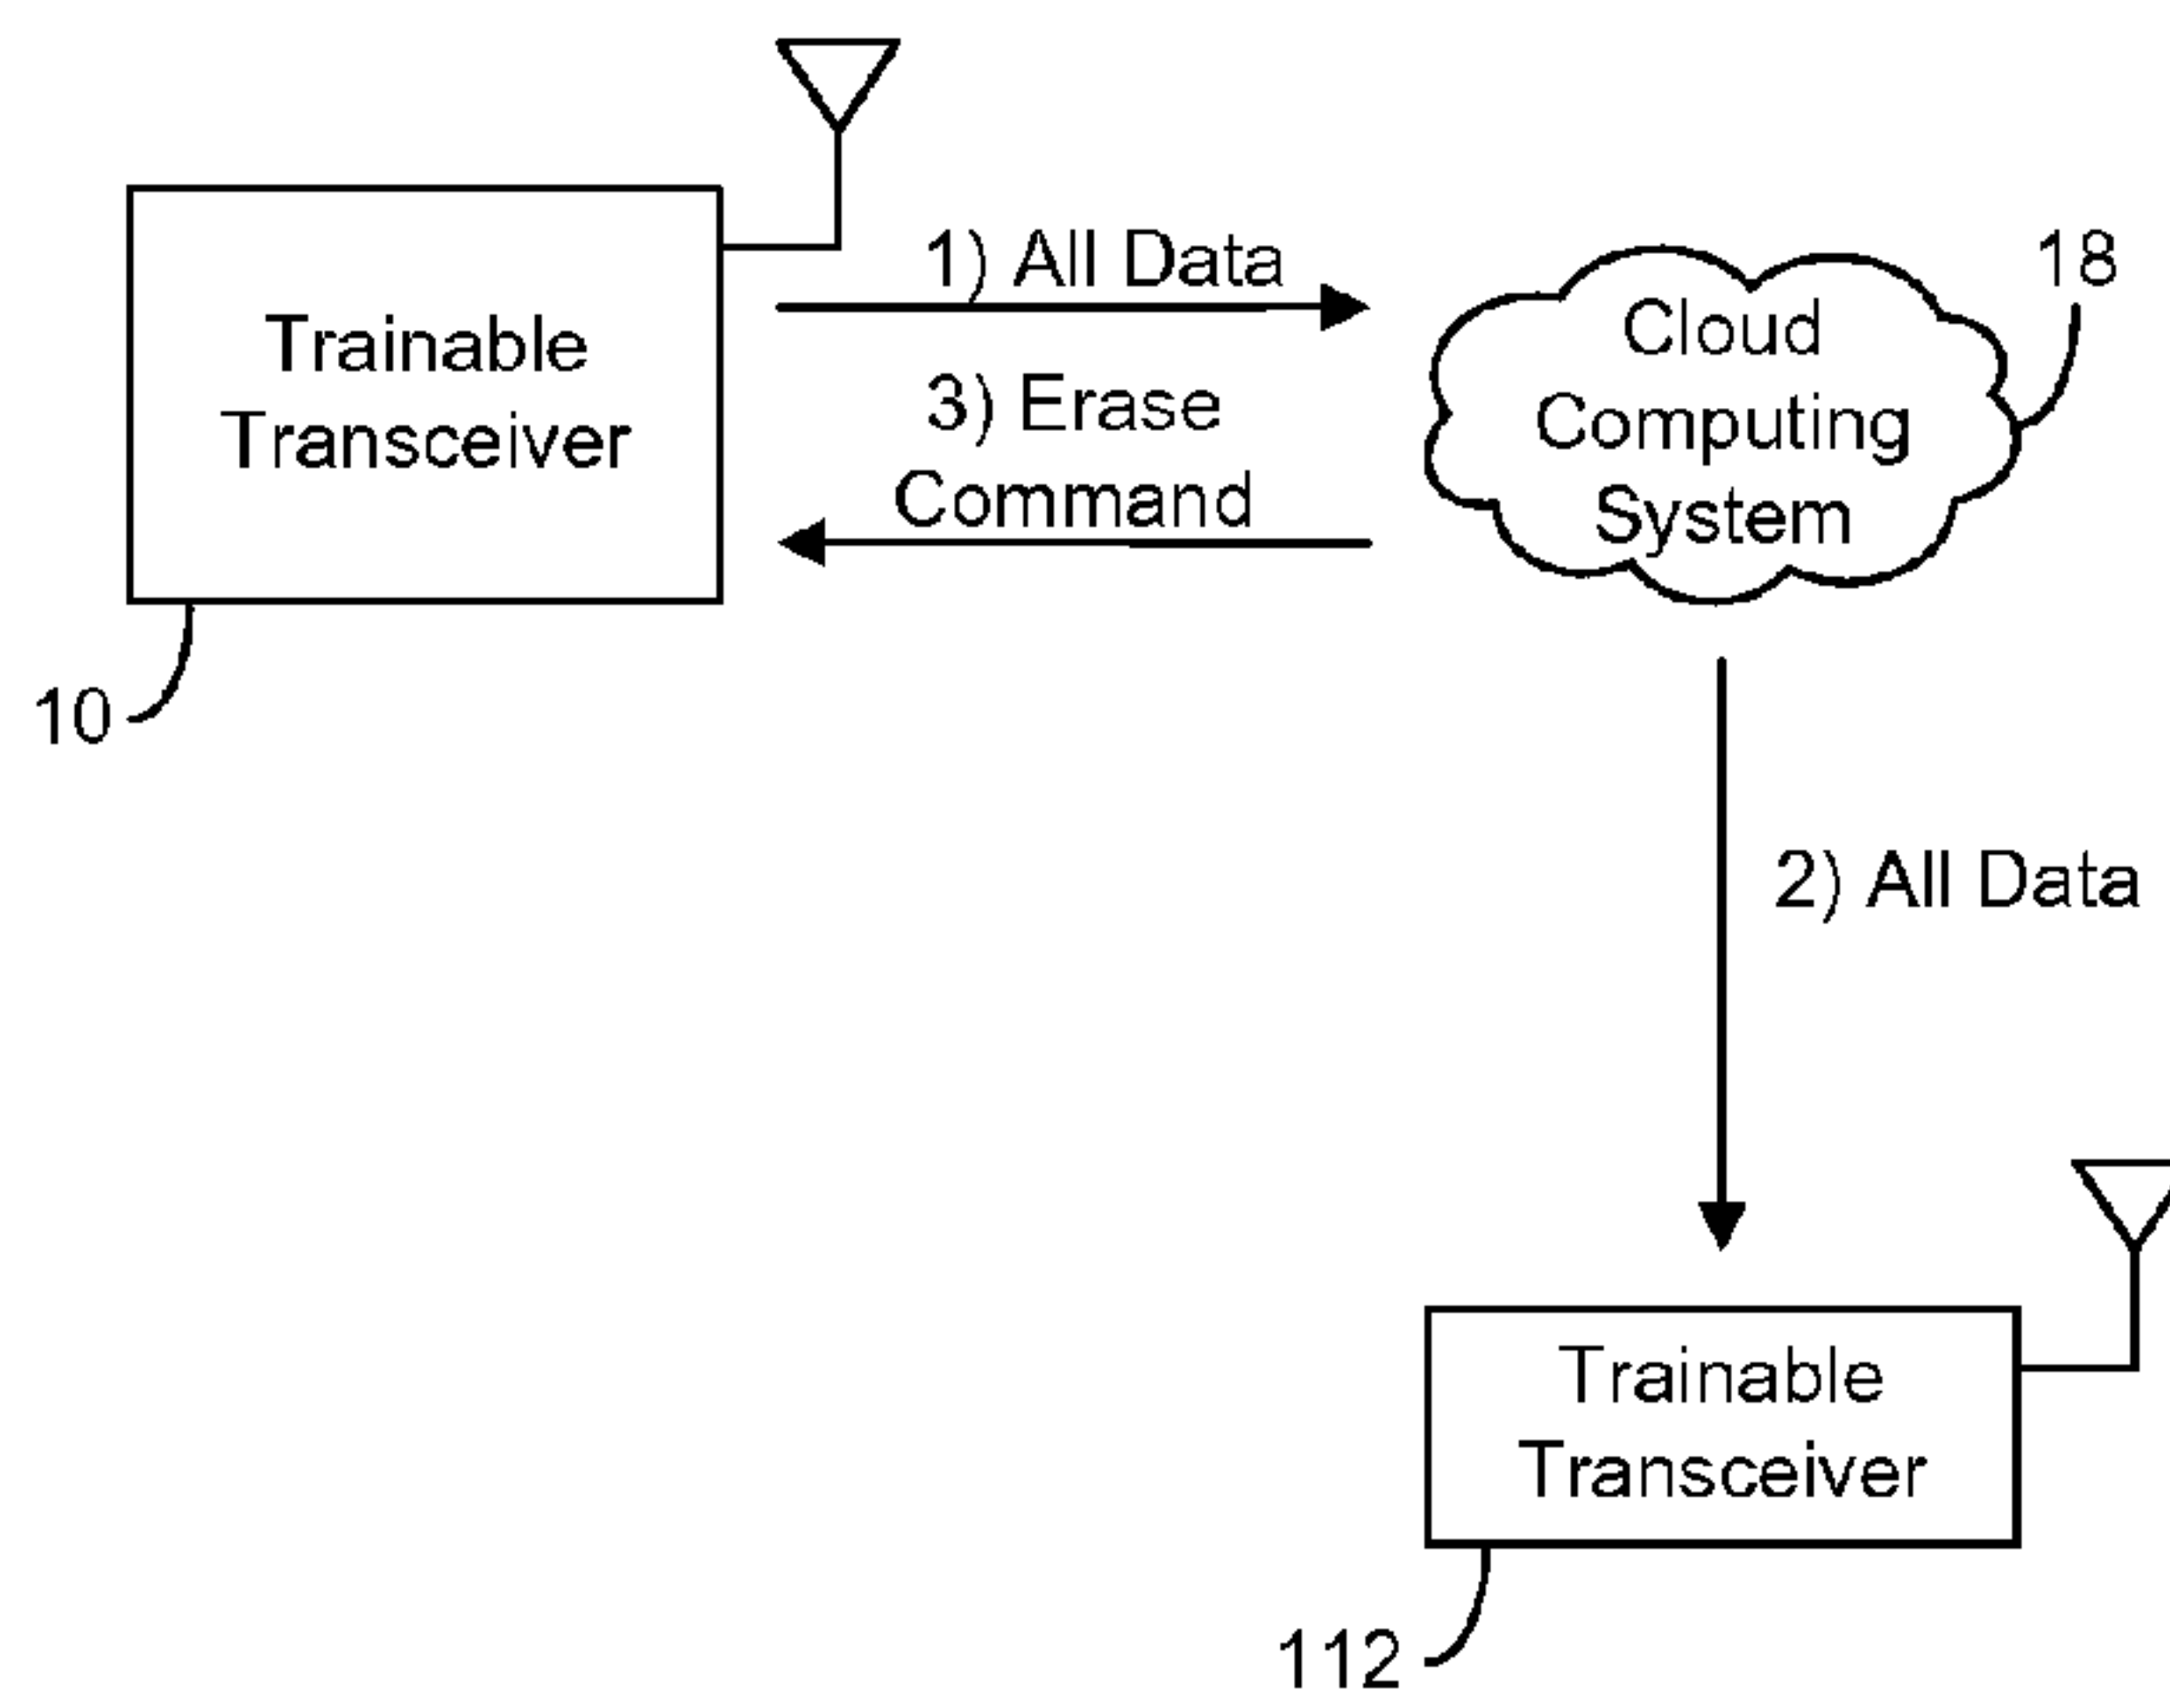 1) All Data
18
Trainable
Transceiver
Cloud
Computing
System
3) Erase
Command
10
2) All Data
Trainable
Transceiver
112